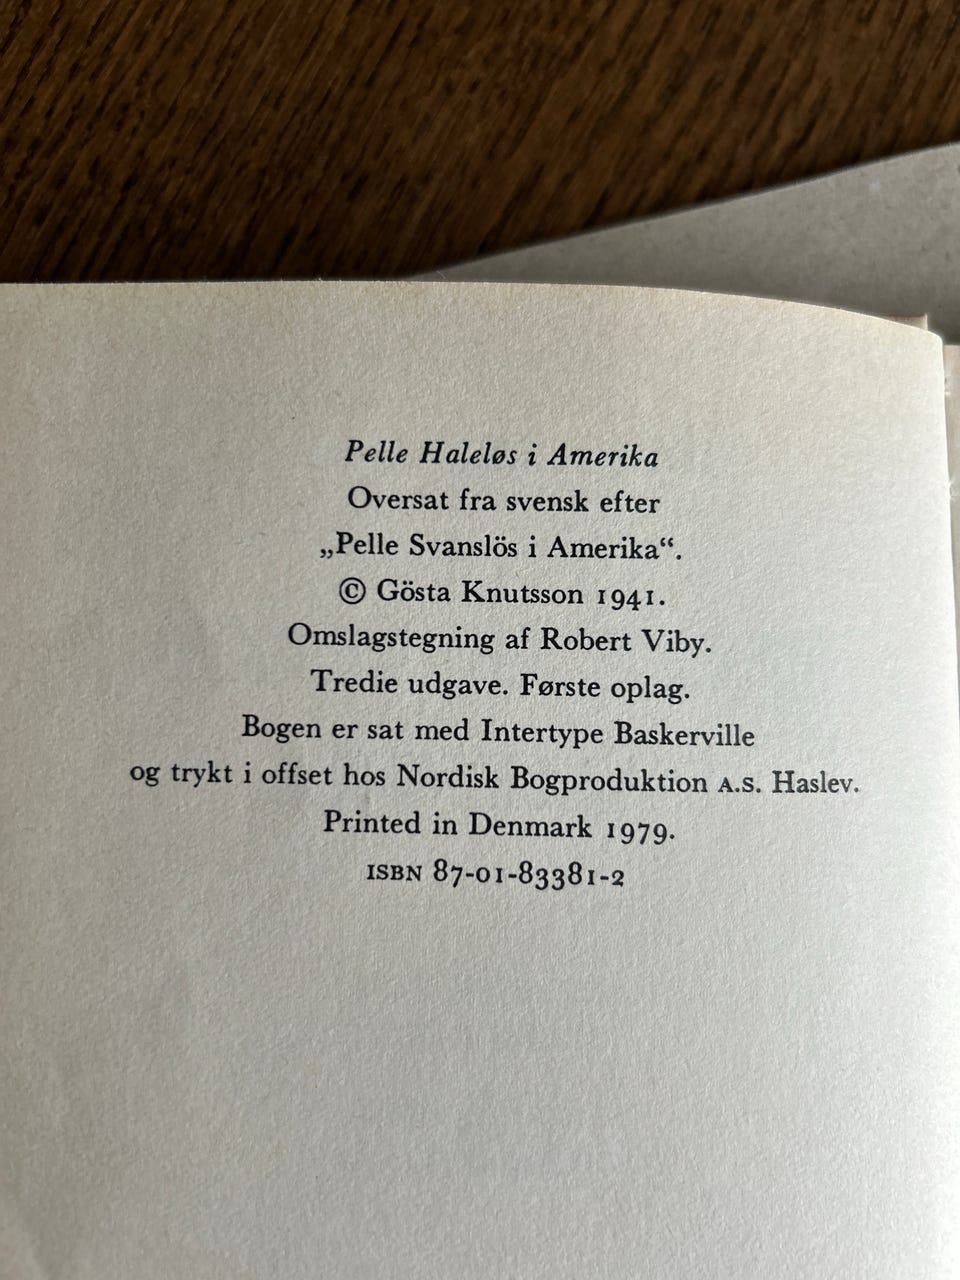 Pelle Haleløs i Amerika
Oversat fra svensk efter
„Pelle Svanslös i Amerika“.
© Gösta Knutsson 1941.
Omslagstegning af Robert Viby.
Tredie udgave. Første oplag.
Bogen er sat med Intertype Baskerville
og trykt i offset hos Nordisk Bogproduktion A.S. Haslev.
Printed in Denmark 1979.
ISBN 87-01-83381-2